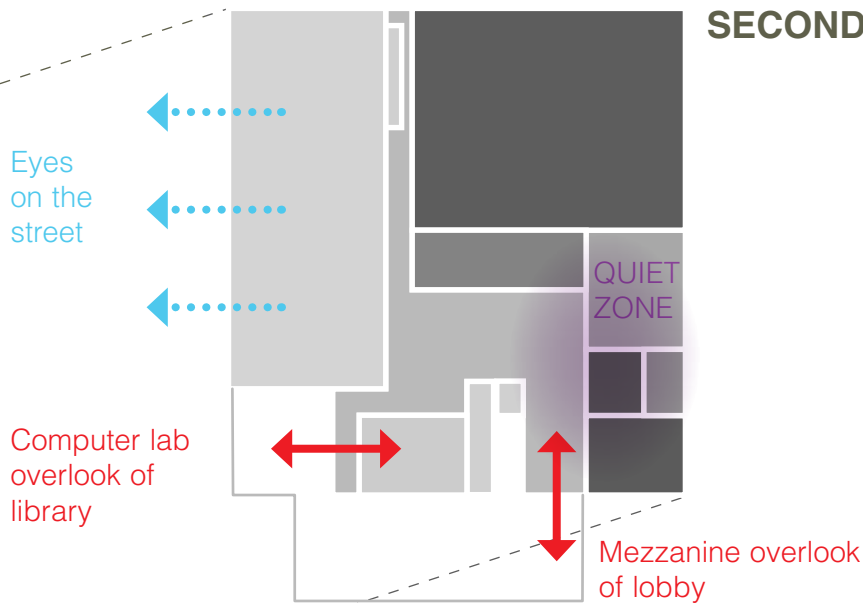 SECOND
Eyes
on the
street
QUIET
ZONE
Computer lab
overlook of
library
Mezzanine overlook
of lobby